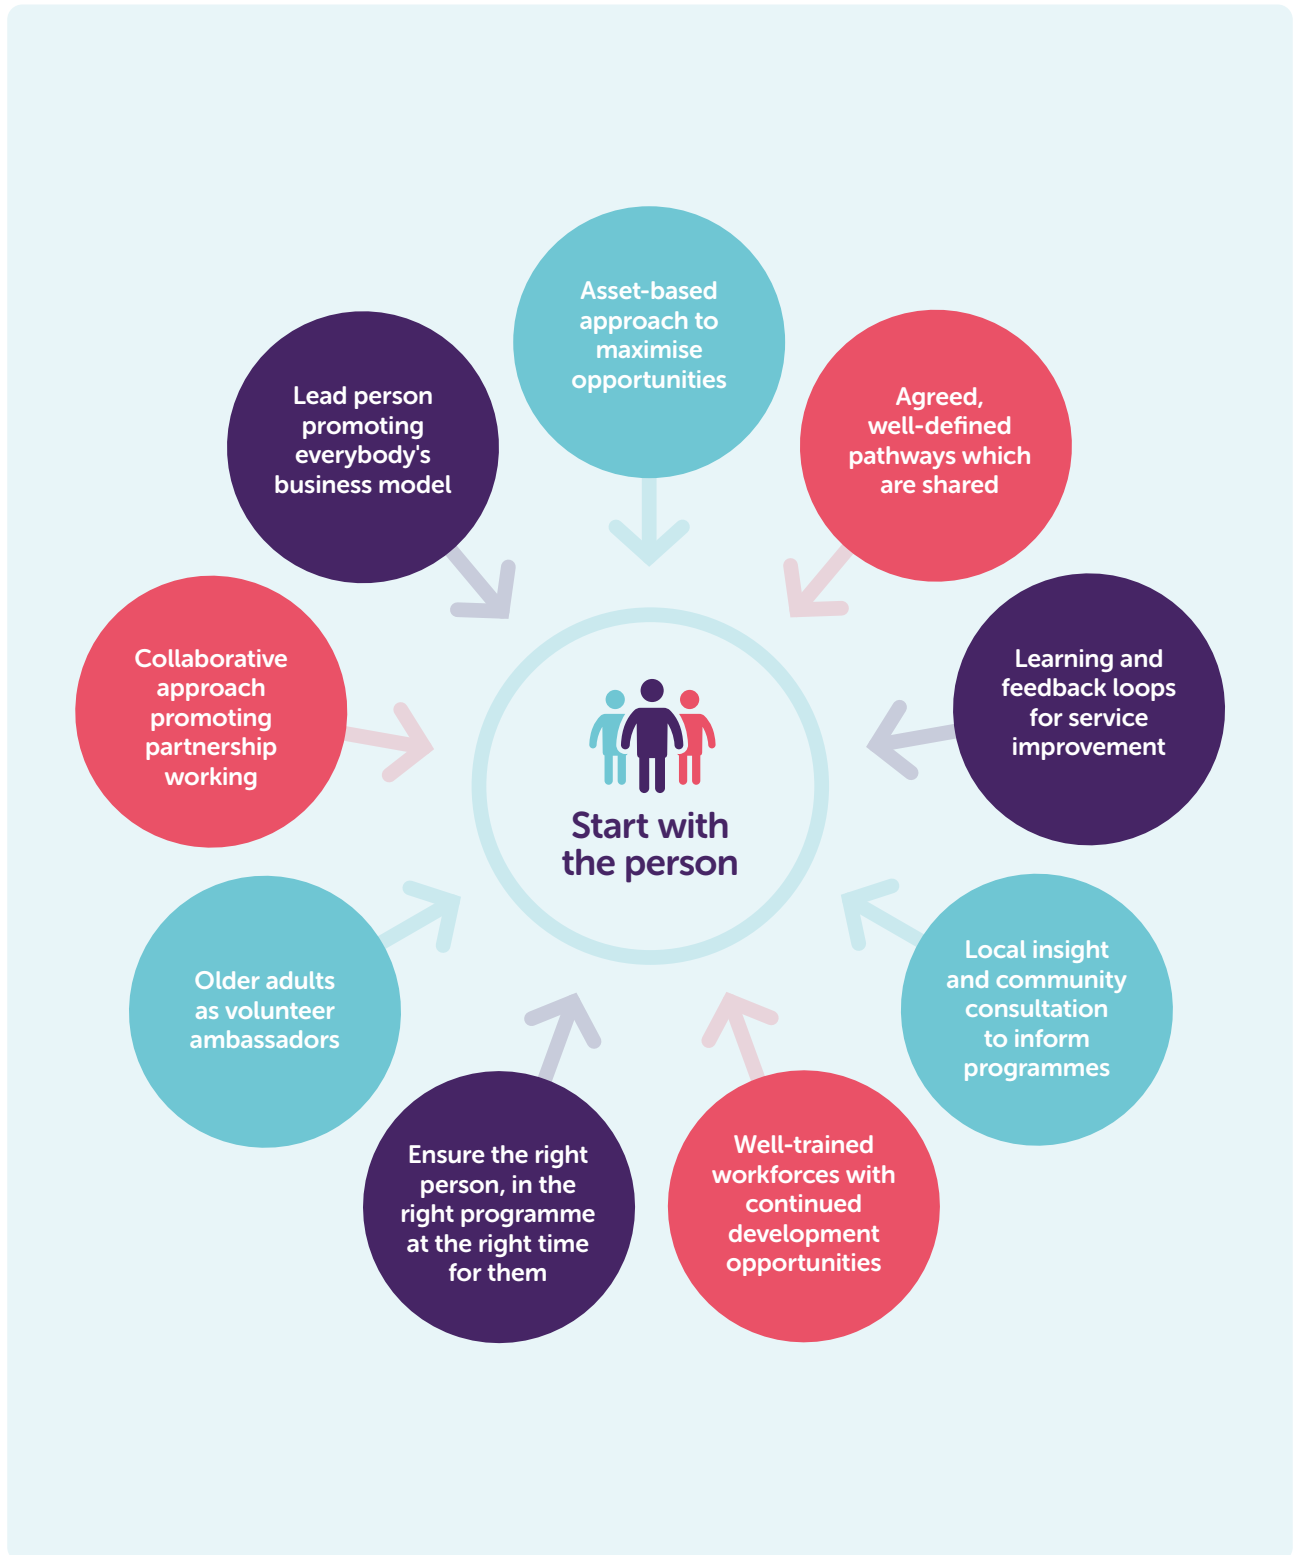 Asset-based
approach to
maximise
opportunities
Agreed,
well-defined
pathways which
are shared
Learning and
feedback loops
for service
improvement
Local insight
and community
consultation
to inform
programmes
Well-trained
workforces with
continued
development
opportunities
Ensure the right
person, in the
right programme
at the right time
for them
Older adults
as volunteer
ambassadors
Collaborative
approach
promoting
partnership
working
Lead person
promoting
everybody's
business model
Start with
the person